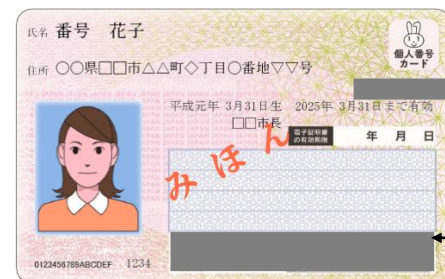 氏名 番号 花子
個人番号
カード
住所 〇〇県□□市△△町◇丁目〇番地▽▽号
平成元年 3月31日生 2025年 3月31日まで有効
□□市長
電子証明書
の有効期限
年 月 日
みほん
0123456789ABCDEF 1234